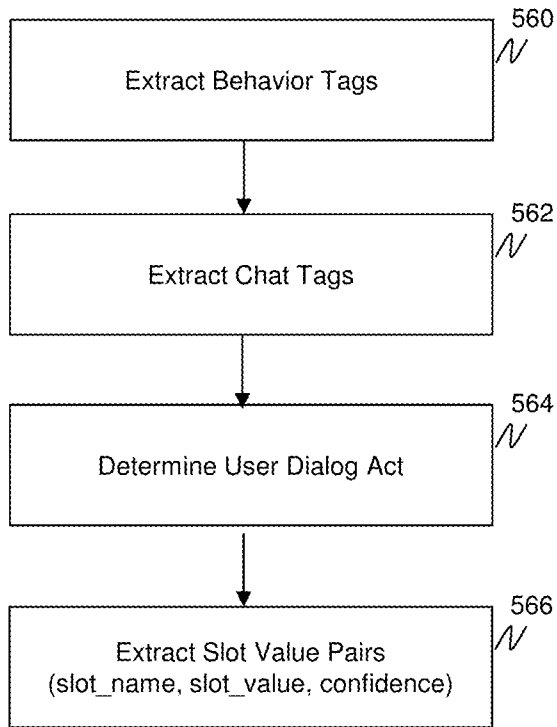 560
Extract Behavior Tags
562
Extract Chat Tags
564
Determine User Dialog Act
566
Extract Slot Value Pairs
(slot_name, slot_value, confidence)